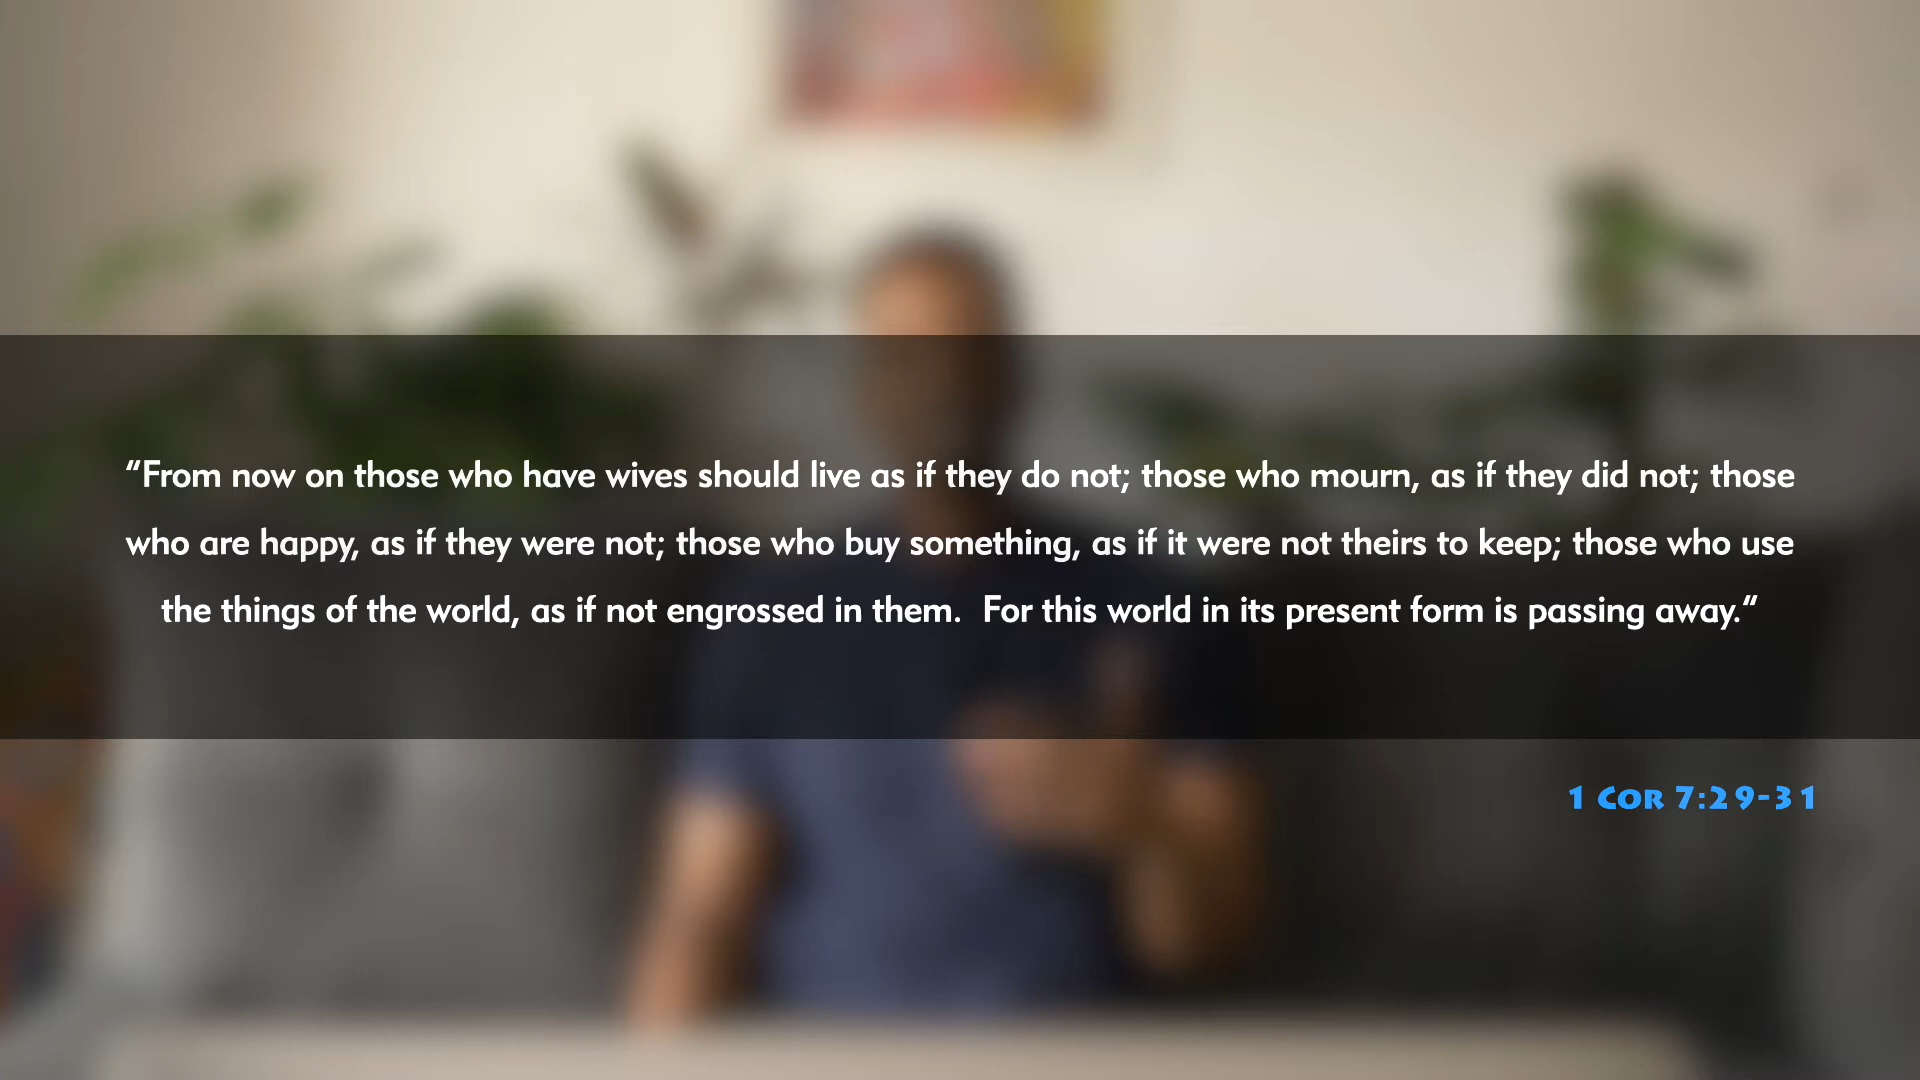 “From now on those who have wives should live as if they do not; those who mourn, as if they did not; those
who are happy, as if they were not; those who buy something, as if it were not theirs to keep; those who use
the things of the world, as if not engrossed in them.  For this world in its present form is passing away.“
1 Cor 7:29-31